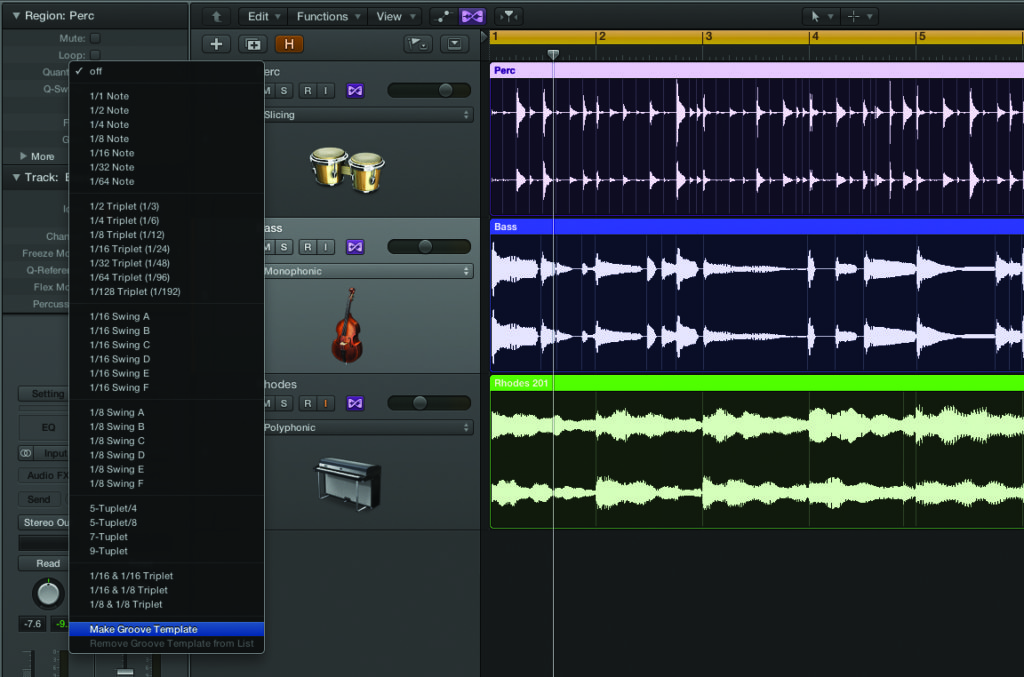 Region: Perc
Mute:
Loop:
Quant
Q-Sw
F
G
More
Track: B
Chan
Freeze Mo
Q-Refere
Flex Mo
Percuss
Setting
EQ
Input
Audio FX
Send
Stereo Ou
Read
-7.6
-9.
off
1/1 Note
1/2 Note
1/4 Note
1/8 Note
1/16 Note
1/32 Note
1/64 Note
1/2 Triplet (1/3)
1/4 Triplet (1/6)
1/8 Triplet (1/12)
1/16 Triplet (1/24)
1/32 Triplet (1/48)
1/64 Triplet (1/96)
1/128 Triplet (1/192)
1/16 Swing A
1/16 Swing B
1/16 Swing C
1/16 Swing D
1/16 Swing E
1/16 Swing F
1/8 Swing A
1/8 Swing B
1/8 Swing C
1/8 Swing D
1/8 Swing E
1/8 Swing F
5-Tuplet/4
5-Tuplet/8
7-Tuplet
9-Tuplet
1/16 & 1/16 Triplet
1/16 & 1/8 Triplet
1/8 & 1/8 Triplet
Make Groove Template
Remove Groove Template from List
Edit Functions View
H
erc
M S R I
Slicing
ass
M S R I
Monophonic
hodes
M S R I
Polyphonic
1 2 3 4 5
Perc
Bass
Rhodes 201